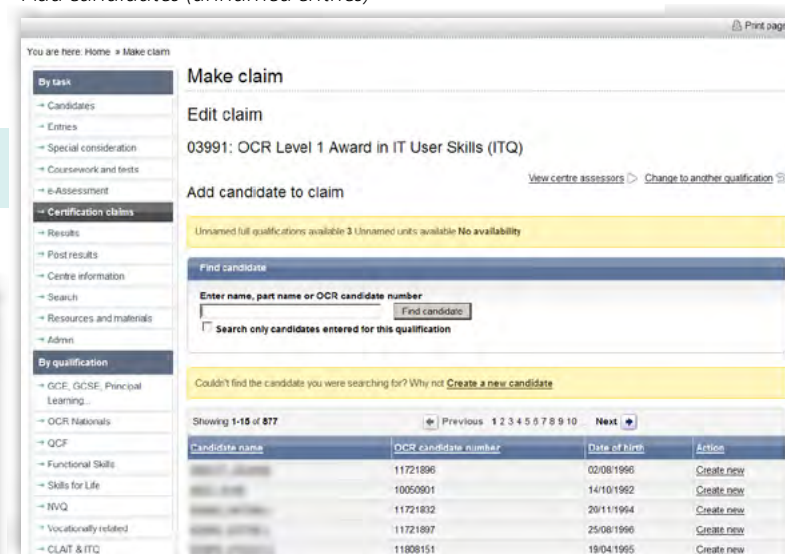 Print page
You are here: Home » Make claim
By task
Candidates
Entries
Special consideration
Coursework and tests
e-Assessment
Certification claims
Results
Post results
Centre information
Search
Resources and materials
Admin
By qualification
GCE, GCSE, Principal Learning...
OCR Nationals
QCF
Functional Skills
Skills for Life
NVQ
Vocationally related
CLAiT & ITQ
Make claim
Edit claim
03991: OCR Level 1 Award in IT User Skills (ITQ)
View centre assessors Change to another qualification
Add candidate to claim
Unnamed full qualifications available 3 Unnamed units available No availability
Find candidate
Enter name, part name or OCR candidate number
Find candidate
Search only candidates entered for this qualification
Couldn't find the candidate you were searching for? Why not Create a new candidate
Showing 1-15 of 877 Previous 1 2 3 4 5 6 7 8 9 10 Next
Candidate name OCR candidate number Date of birth Action
11721896 02/08/1996 Create new
10050901 14/10/1992 Create new
11721832 20/11/1994 Create new
11721897 25/08/1996 Create new
11808151 19/04/1995 Create new